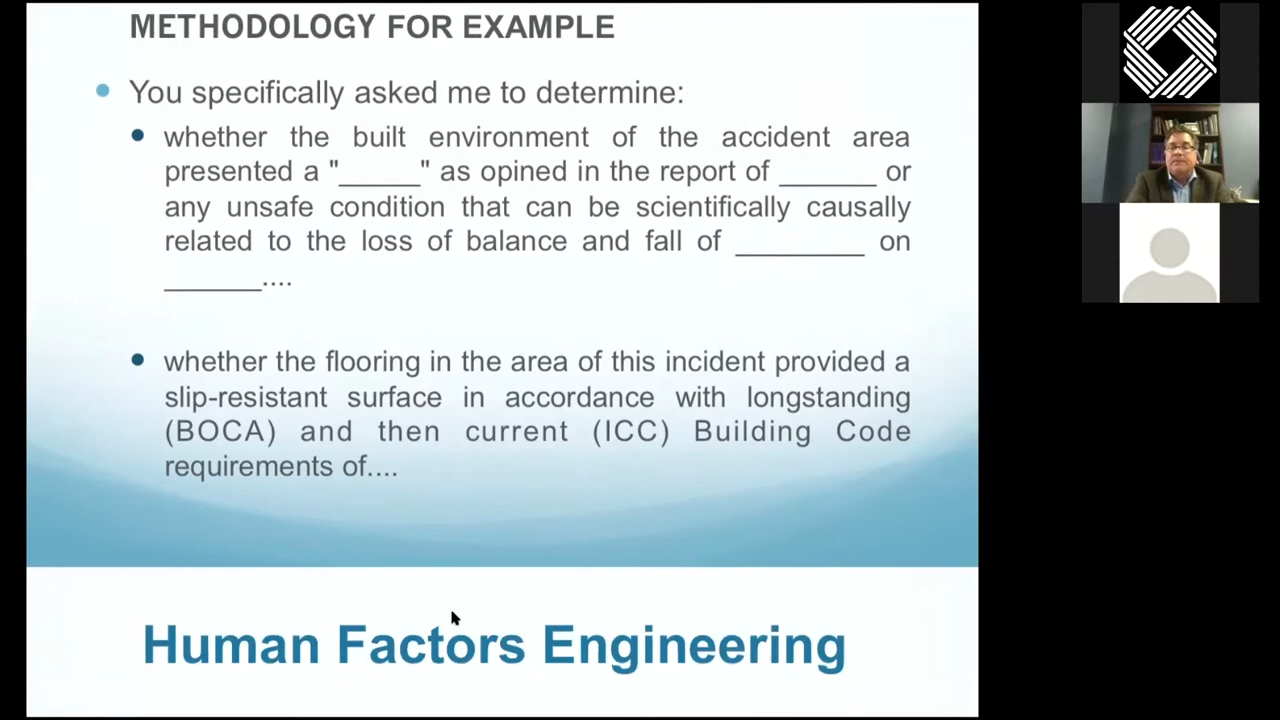 METHODOLOGY FOR EXAMPLE
You specifically asked me to determine:
whether the built environment of the accident area
presented a "_____" as opined in the report of ______ or
any unsafe condition that can be scientifically causally
related to the loss of balance and fall of ________ on
______....
whether the flooring in the area of this incident provided a
slip-resistant surface in accordance with longstanding
(BOCA) and then current (ICC) Building Code
requirements of....
Human Factors Engineering